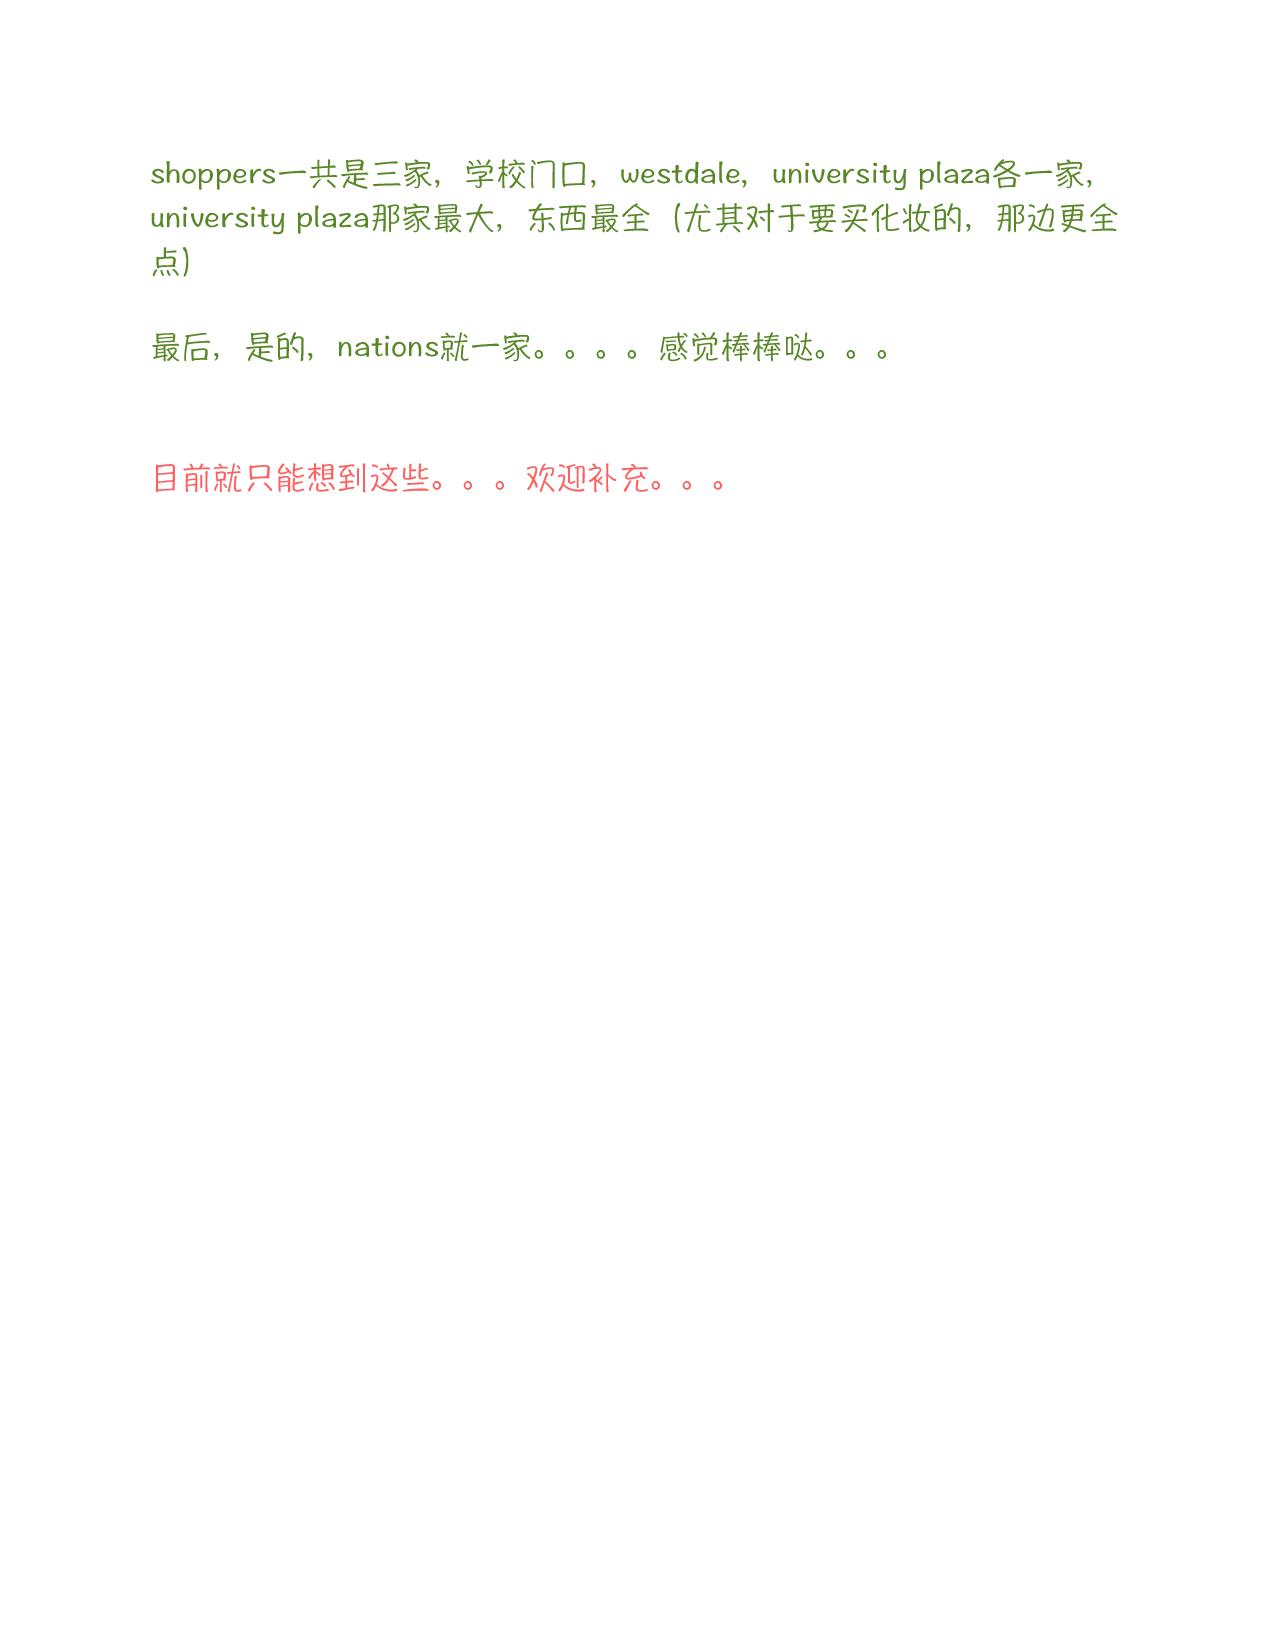 shoppers一共是三家，学校门口，westdale，university plaza各一家，
university plaza那家最大，东西最全（尤其对于要买化妆的，那边更全
点）
最后，是的，nations就一家。。。。感觉棒棒哒。。。
目前就只能想到这些。。。欢迎补充。。。